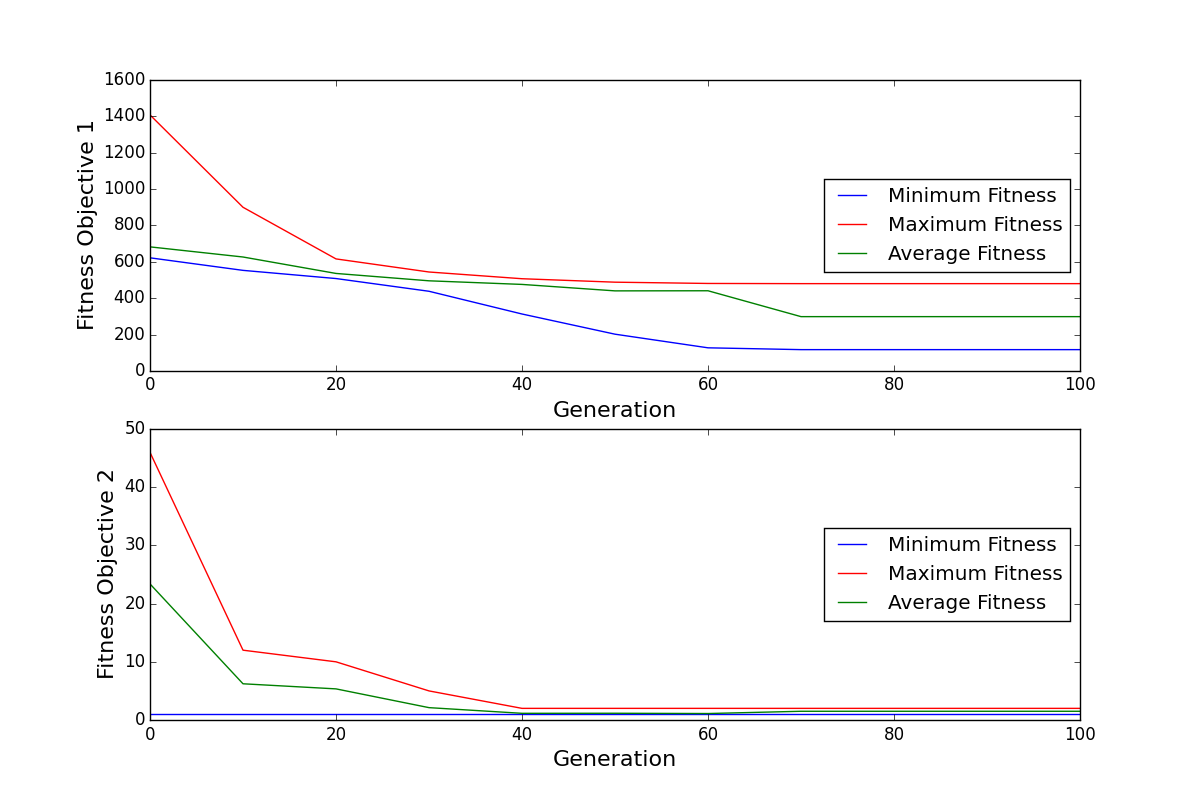 1600
1400
1200
1000
800
600
400
200
0
Fitness Objective 1
Minimum Fitness
Maximum Fitness
Average Fitness
0 20 40 60 80 100
Generation
50
40
30
20
10
0
Fitness Objective 2
Minimum Fitness
Maximum Fitness
Average Fitness
0 20 40 60 80 100
Generation